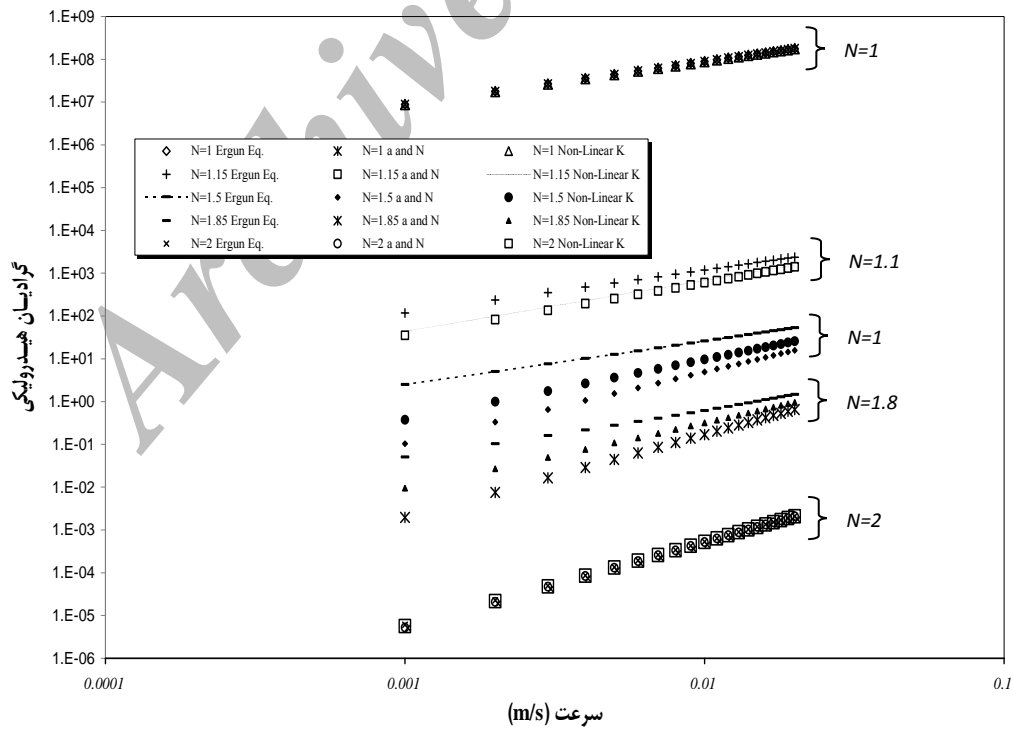 1.E+09
1.E+08
1.E+07
1.E+06
1.E+05
1.E+04
1.E+03
1.E+02
1.E+01
1.E+00
1.E-01
1.E-02
1.E-03
1.E-04
1.E-05
1.E-06
گرادیان هیدرولیکی
Archive
N=1 Ergun Eq. N=1 a and N N=1 Non-Linear K
N=1.15 Ergun Eq. N=1.15 a and N N=1.15 Non-Linear K
N=1.5 Ergun Eq. N=1.5 a and N N=1.5 Non-Linear K
N=1.85 Ergun Eq. N=1.85 a and N N=1.85 Non-Linear K
N=2 Ergun Eq. N=2 a and N N=2 Non-Linear K
N=1
N=1.1
N=1
N=1.8
N=2
0.0001 0.001 0.01 0.1
سرعت (m/s)